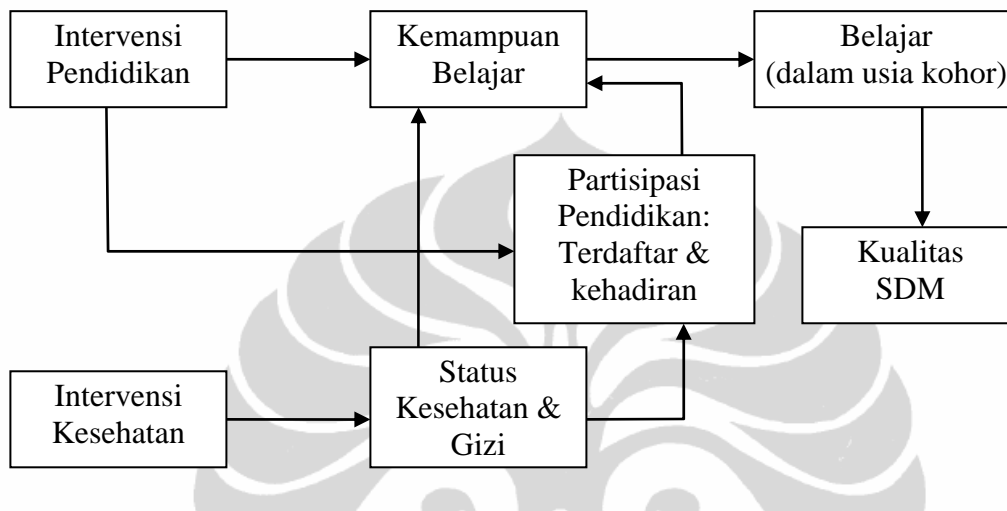 Intervensi
Pendidikan
Kemampuan
Belajar
Belajar
(dalam usia kohor)
Partisipasi
Pendidikan:
Terdaftar &
kehadiran
Kualitas
SDM
Intervensi
Kesehatan
Status
Kesehatan &
Gizi